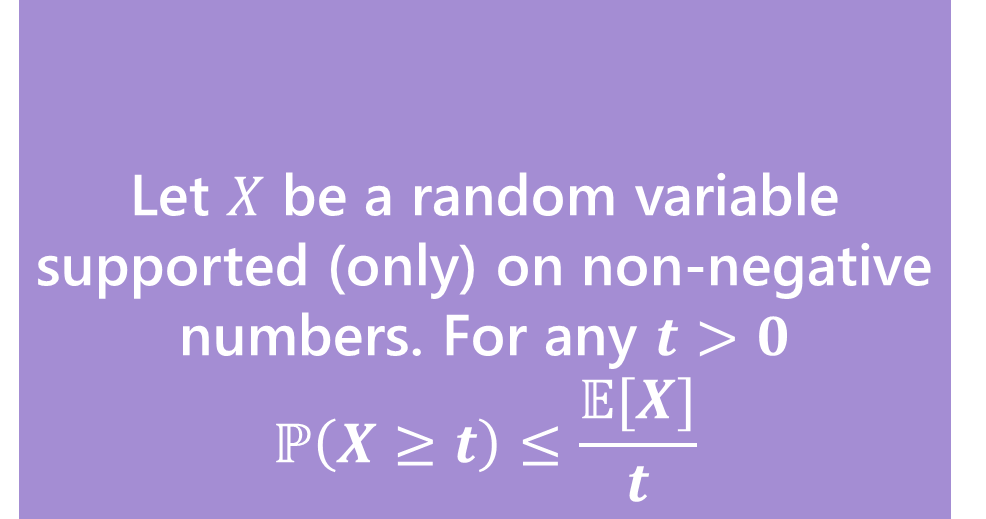 Let X be a random variable
supported (only) on non-negative
numbers. For any t > 0
ℙ(X ≥ t) ≤ 𝔼[X] / t